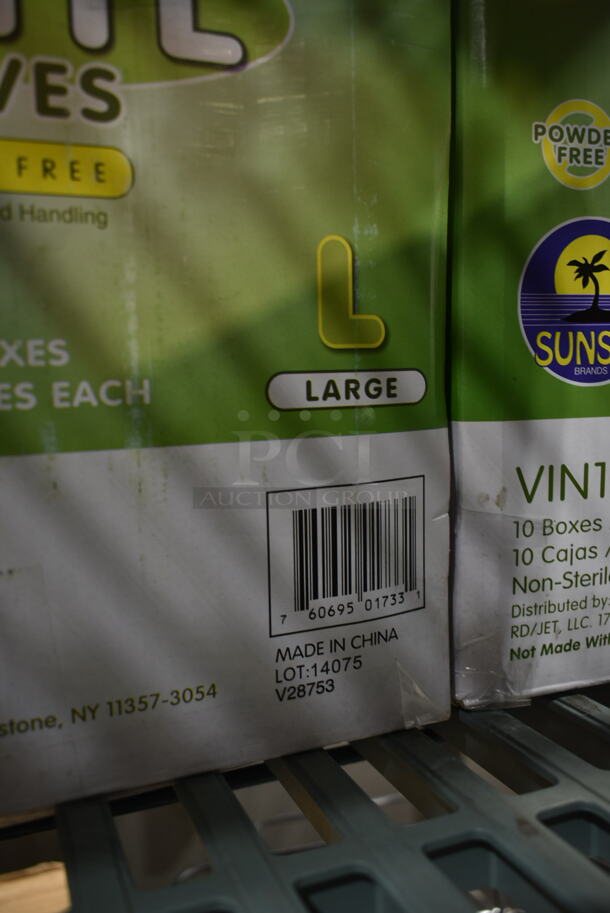 VES
FREE
d Handling
L
XES
ES EACH
LARGE
PCI
AUCTION GROUP
7 60695 01733 1
MADE IN CHINA
LOT:14075
V28753
stone, NY 11357-3054
POWDE
FREE
SUNS
BRANDS
VIN
10 Boxes
10 Cajas /
Non-Steril
Distributed by:
RD/JET, LLC. 17
Not Made With